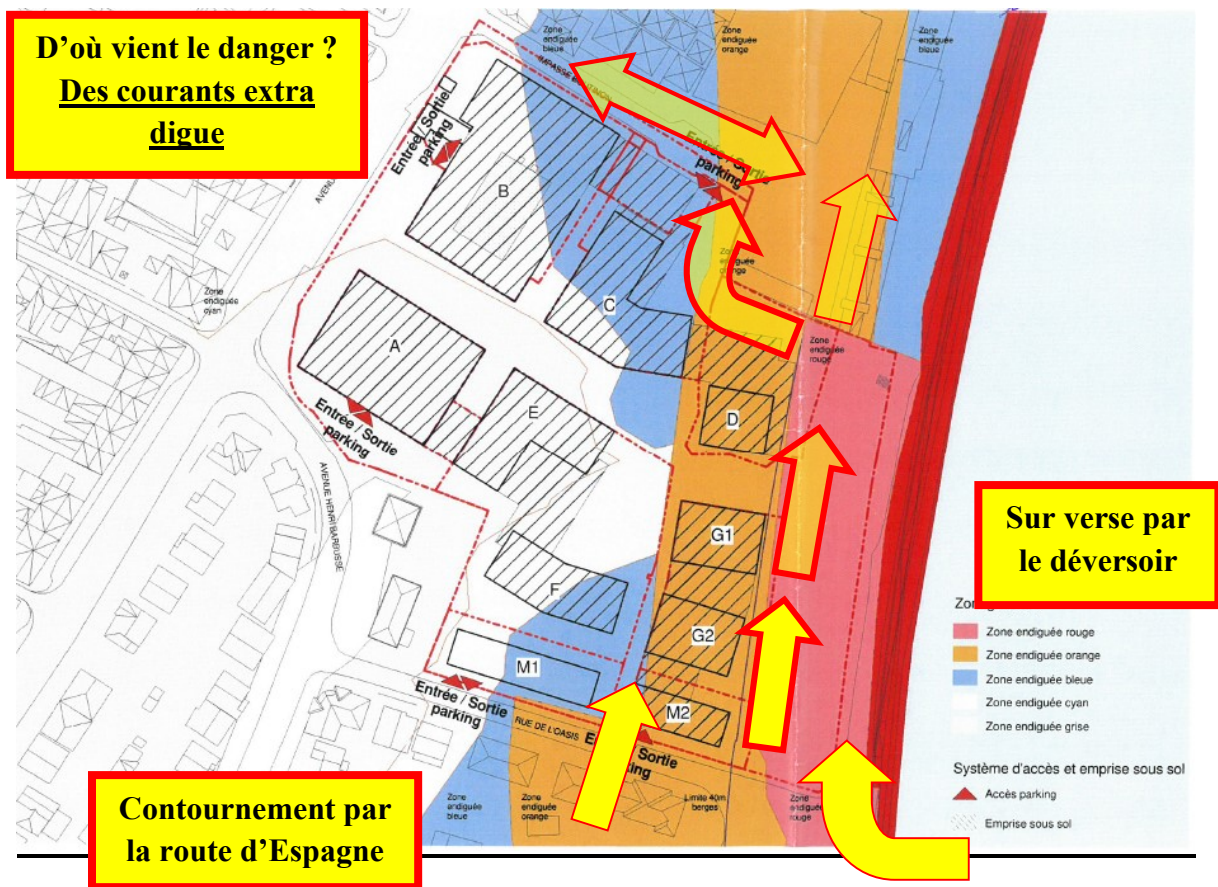 D'où vient le danger ?
Des courants extra
digue
Zone
endiguée
bleue
Zone
endiguée
orange
Zone
endiguée
bleue
IMPASSE
Entrée / Sortie
parking
AVENUE
Entrée / Sortie
parking
B
Zone
endiguée
orange
C
Zone
endiguée
cyan
A
Zone
endiguée
rouge
E
D
Entrée / Sortie
parking
AVENUE HENRI BARBUSSE
G1
Sur verse par
le déversoir
F
G2
Zone endiguée rouge
Zone endiguée orange
M1
Zone endiguée bleue
Entrée / Sortie
parking
M2
Zone endiguée cyan
RUE DE L'OASIS
Sortie
Zone endiguée grise
Système d'accès et emprise sous sol
Accès parking
Emprise sous sol
Zone
endiguée
bleue
Zone
endiguée
orange
Limite 40m
berges
Zone
endiguée
rouge
Contournement par
la route d'Espagne